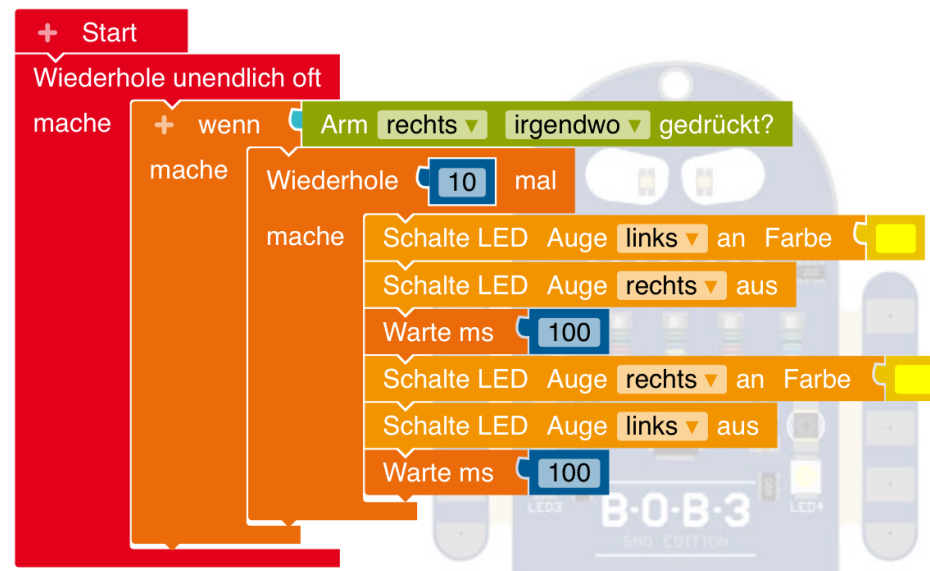 + Start
Wiederhole unendlich oft
mache + wenn Arm rechts ▾ irgendwo ▾ gedrückt?
mache Wiederhole 10 mal
mache Schalte LED Auge links ▾ an Farbe
Schalte LED Auge rechts ▾ aus
Warte ms 100
Schalte LED Auge rechts ▾ an Farbe
Schalte LED Auge links ▾ aus
Warte ms 100
LED3 B·O·B·3 LED4
SMD EDITION